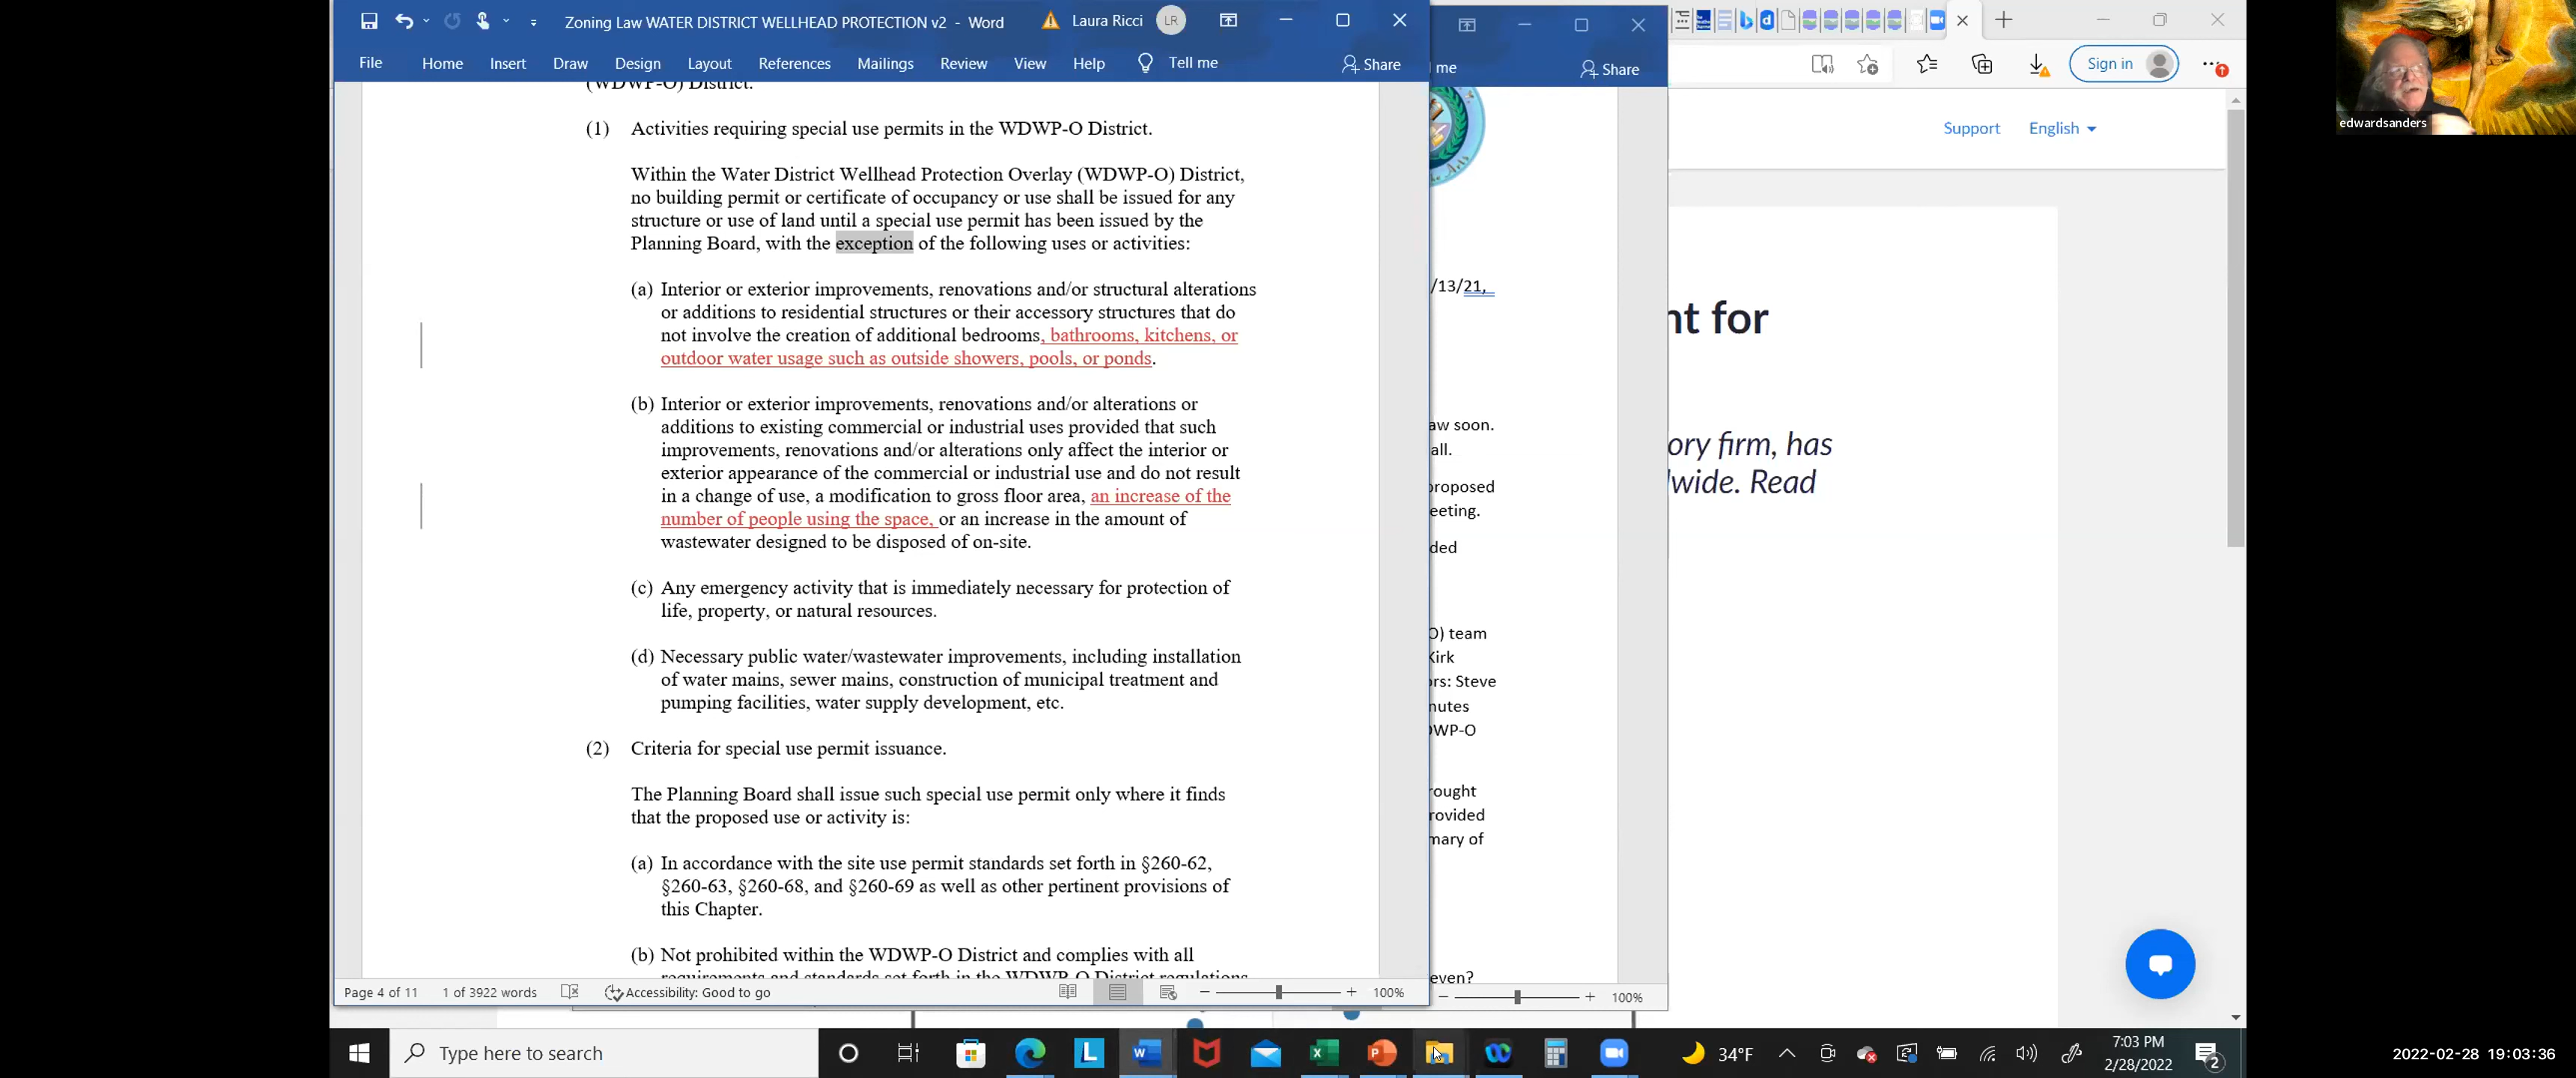 Zoning Law WATER DISTRICT WELLHEAD PROTECTION v2 - Word
Laura Ricci LR
File Home Insert Draw Design Layout References Mailings Review View Help Tell me Share
(WDWP-O) District.
(1) Activities requiring special use permits in the WDWP-O District.
Within the Water District Wellhead Protection Overlay (WDWP-O) District,
no building permit or certificate of occupancy or use shall be issued for any
structure or use of land until a special use permit has been issued by the
Planning Board, with the exception of the following uses or activities:
(a) Interior or exterior improvements, renovations and/or structural alterations
or additions to residential structures or their accessory structures that do
not involve the creation of additional bedrooms, bathrooms, kitchens, or
outdoor water usage such as outside showers, pools, or ponds.
(b) Interior or exterior improvements, renovations and/or alterations or
additions to existing commercial or industrial uses provided that such
improvements, renovations and/or alterations only affect the interior or
exterior appearance of the commercial or industrial use and do not result
in a change of use, a modification to gross floor area, an increase of the
number of people using the space, or an increase in the amount of
wastewater designed to be disposed of on-site.
(c) Any emergency activity that is immediately necessary for protection of
life, property, or natural resources.
(d) Necessary public water/wastewater improvements, including installation
of water mains, sewer mains, construction of municipal treatment and
pumping facilities, water supply development, etc.
(2) Criteria for special use permit issuance.
The Planning Board shall issue such special use permit only where it finds
that the proposed use or activity is:
(a) In accordance with the site use permit standards set forth in §260-62,
§260-63, §260-68, and §260-69 as well as other pertinent provisions of
this Chapter.
(b) Not prohibited within the WDWP-O District and complies with all
requirements and standards set forth in the WDWP-O District regulations
Page 4 of 11 1 of 3922 words Accessibility: Good to go 100%
me Share
/13/21,
aw soon.
all.
proposed
eeting.
ded
O) team
Kirk
ors: Steve
nutes
DWP-O
rought
rovided
mary of
even?
100%
Sign in
Support English
nt for
ory firm, has
wide. Read
edwardsanders
Type here to search
34°F
7:03 PM
2/28/2022
2
2022-02-28 19:03:36